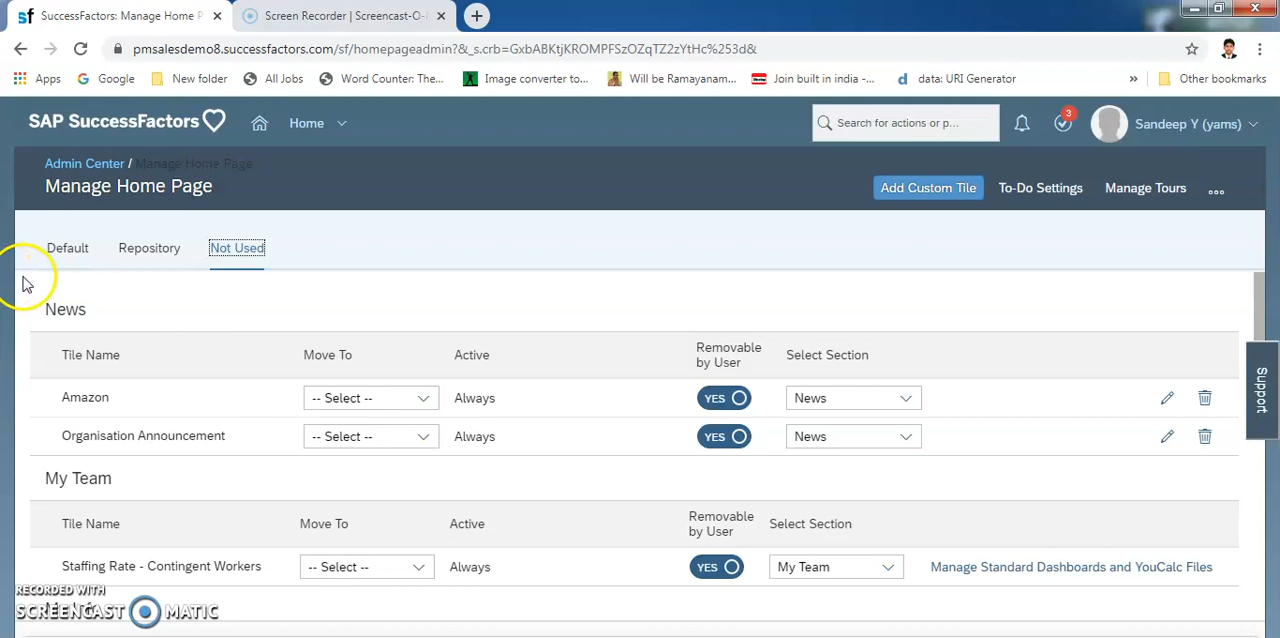 SuccessFactors: Manage Home P
Screen Recorder | Screencast-O-
pmsalesdemo8.successfactors.com/sf/homepageadmin?&_s.crb=GxbABKtjKROMPFSzOZqTZ2zYtHc%253d&
Apps Google New folder All Jobs Word Counter: The... Image converter to... Will be Ramayanan... Join built in india -... data: URI Generator » Other bookmarks
SAP SuccessFactors Home Search for actions or p... 3 Sandeep Y (yams)
Admin Center / Manage Home Page
Manage Home Page Add Custom Tile To-Do Settings Manage Tours ...
Default Repository Not Used
News
Tile Name Move To Active Removable by User Select Section
Amazon -- Select -- Always YES News
Organisation Announcement -- Select -- Always YES News
My Team
Tile Name Move To Active Removable by User Select Section
Staffing Rate - Contingent Workers -- Select -- Always YES My Team Manage Standard Dashboards and YouCalc Files
Support
RECORDED WITH
SCREENCAST MATIC